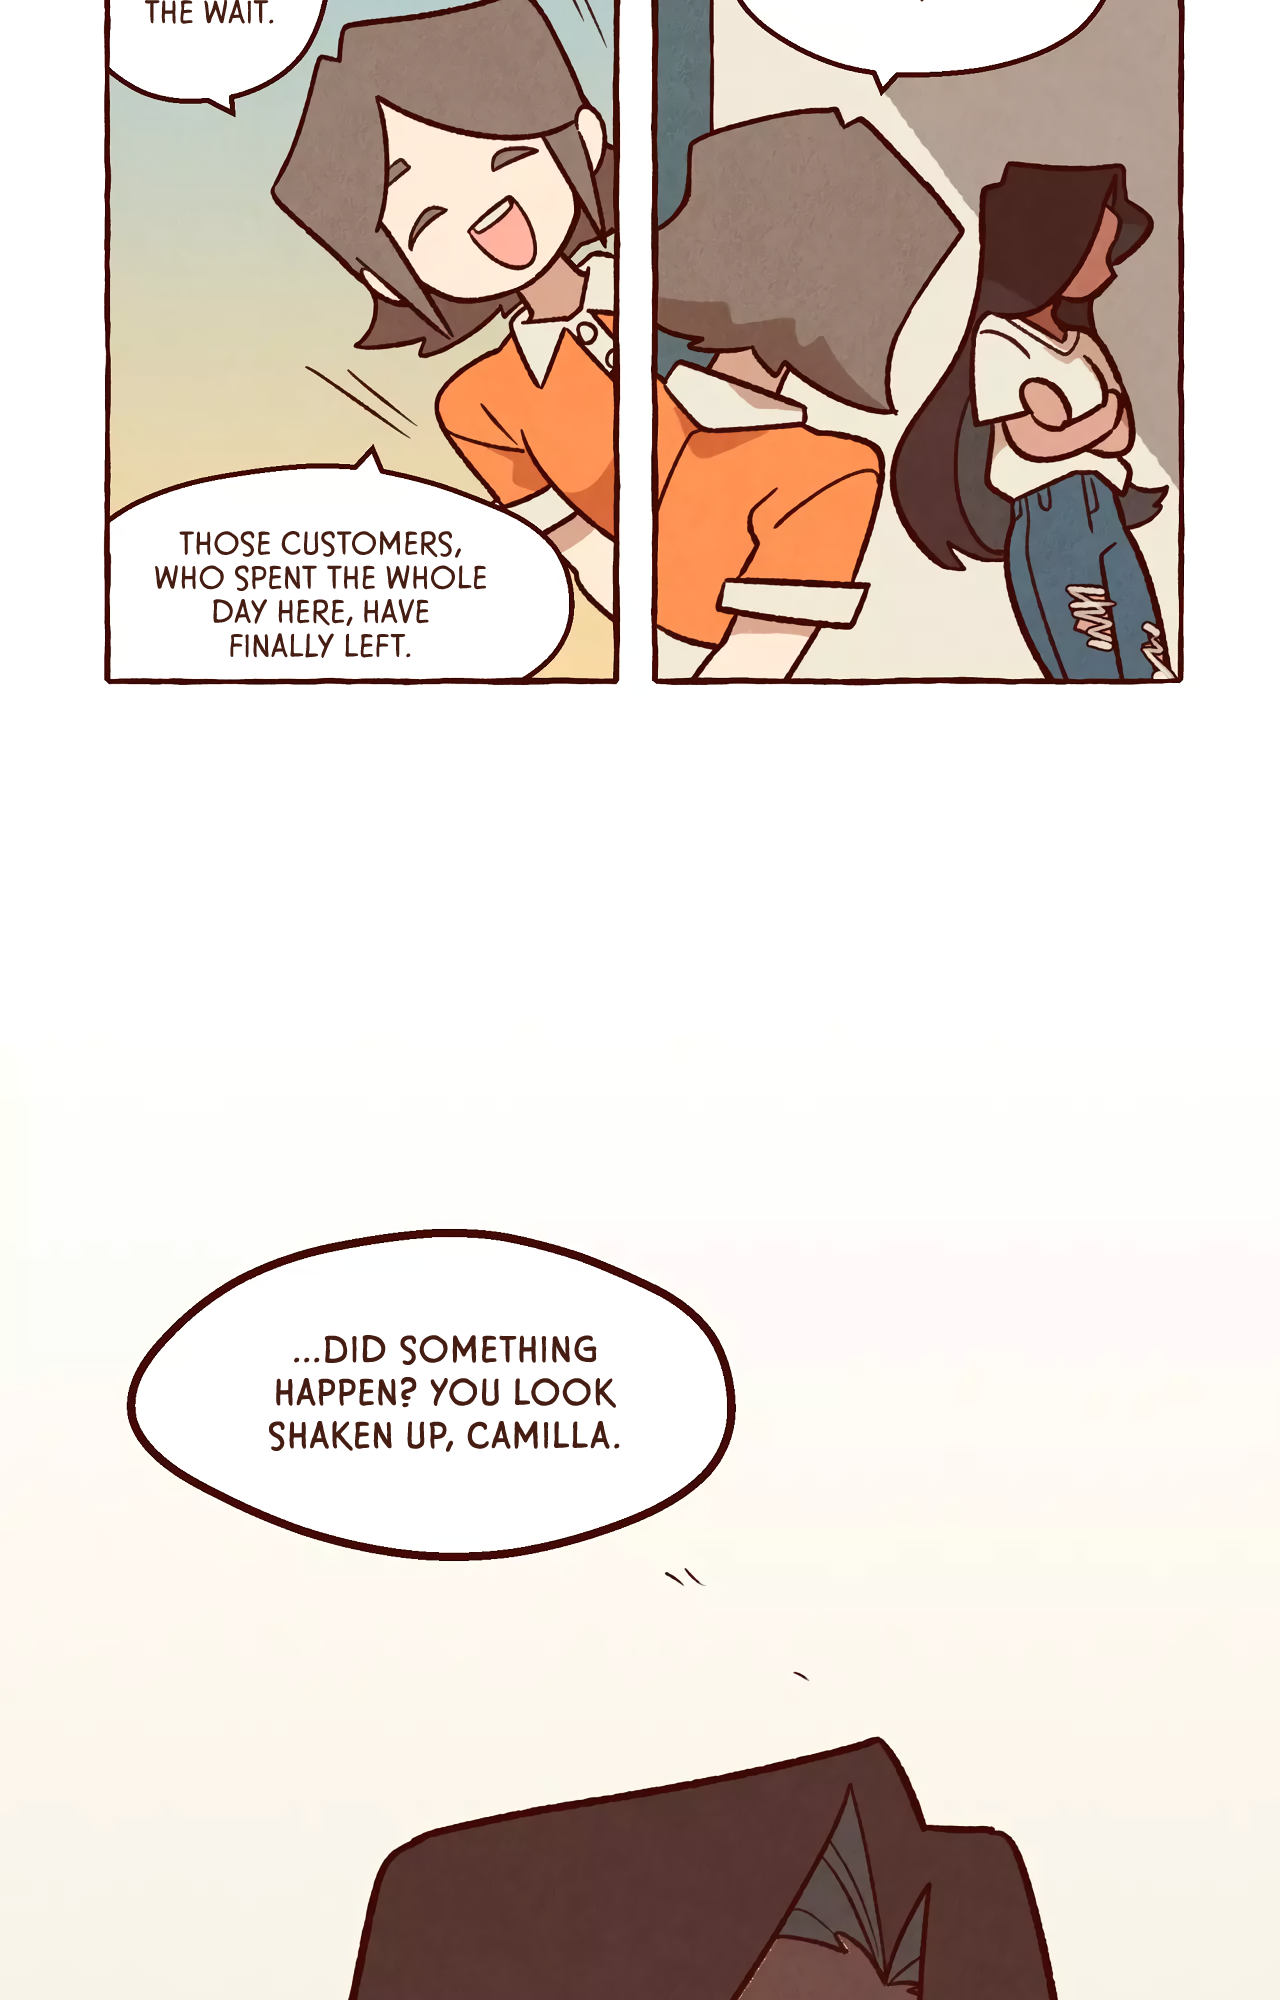 THE WAIT.
THOSE CUSTOMERS,
WHO SPENT THE WHOLE
DAY HERE, HAVE
FINALLY LEFT.
...DID SOMETHING
HAPPEN? YOU LOOK
SHAKEN UP, CAMILLA.